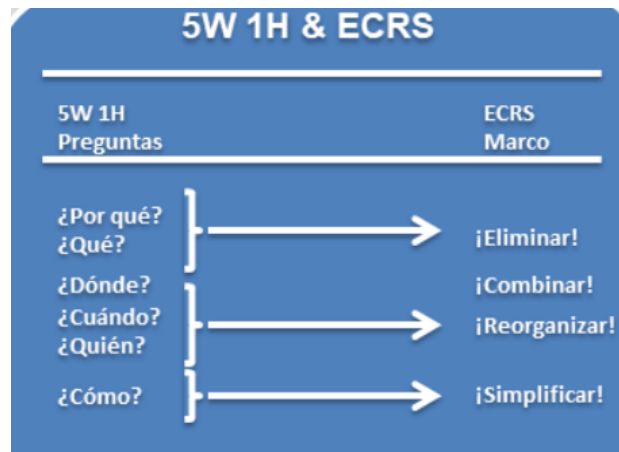 5W 1H & ECRS
5W 1H
Preguntas
ECRS
Marco
¿Por qué?
¿Qué?
¡Eliminar!
¿Dónde?
¡Combinar!
¿Cuándo?
¡Reorganizar!
¿Quién?
¿Cómo?
¡Simplificar!